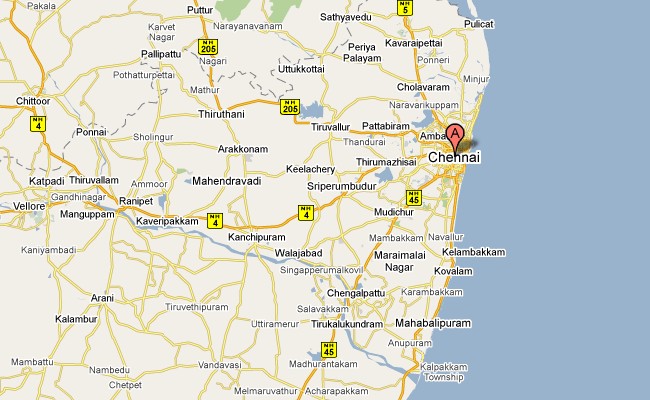 Pakala
Puttur
Sathyavedu
NH
5
Pulicat
Karvet
Nagar
Narayanavaram
NH
205
Nagari
Periya
Palayam
Kavaraipettai
Pallipattu
Ponneri
Uttukkottai
Pothatturpettai
Minjur
Mathur
Cholavaram
Chittoor
NH
205
Naravarikuppam
Thiruthani
NH
4
Ponnai
Tiruvallur
Pattabiram
Amba
A
Sholingur
Thandurai
Arakkonam
Chennai
Thirumazhisai
Keelachery
Katpadi
Thiruvallam
Ammoor
Mahendravadi
Sriperumbudur
Gandhinagar
NH
45
Vellore
Ranipet
Manguppam
Kaveripakkam
NH
4
NH
4
Mudichur
Kanchipuram
Mambakkam
Navallur
Kaniyambadi
Walajabad
Maraimalai
Nagar
Kelambakkam
Singapperumalkovil
Kovalam
Arani
Chengalpattu
Karambakkam
Tiruvethipuram
Salavakkam
Kalambur
Uttiramerur
Tirukalukundram
Mahabalipuram
Anupuram
NH
45
Mambattu
Nambedu
Vandavasi
Madhurantakam
Kalpakkam
Township
Chetpet
Melmaruvathur
Acharapakkam